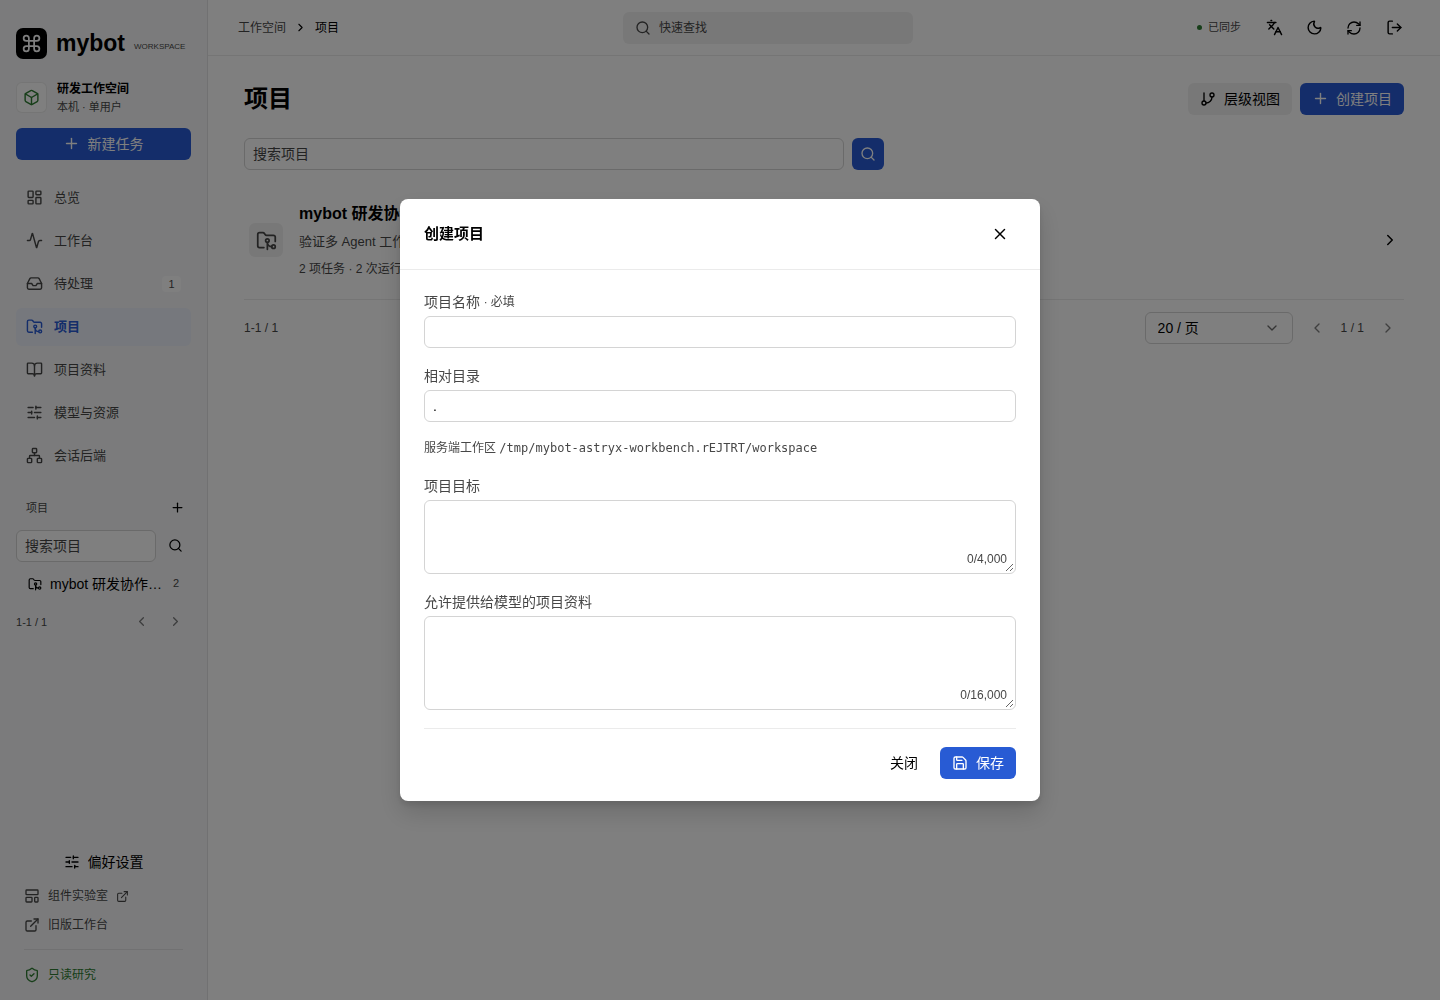 mybot WORKSPACE
研发工作空间
本机 · 单用户
新建任务
总览
工作台
待处理 1
项目
项目资料
模型与资源
会话后端
项目
搜索项目
mybot 研发协作… 2
1-1 / 1
偏好设置
组件实验室
旧版工作台
只读研究
工作空间 项目
快速查找
已同步
项目
层级视图
创建项目
搜索项目
mybot 研发协
验证多 Agent 工作
2 项任务 · 2 次运行
1-1 / 1
20 / 页
1 / 1
创建项目
项目名称 · 必填
相对目录
.
服务端工作区 /tmp/mybot-astryx-workbench.rEJTRT/workspace
项目目标
0/4,000
允许提供给模型的项目资料
0/16,000
关闭
保存